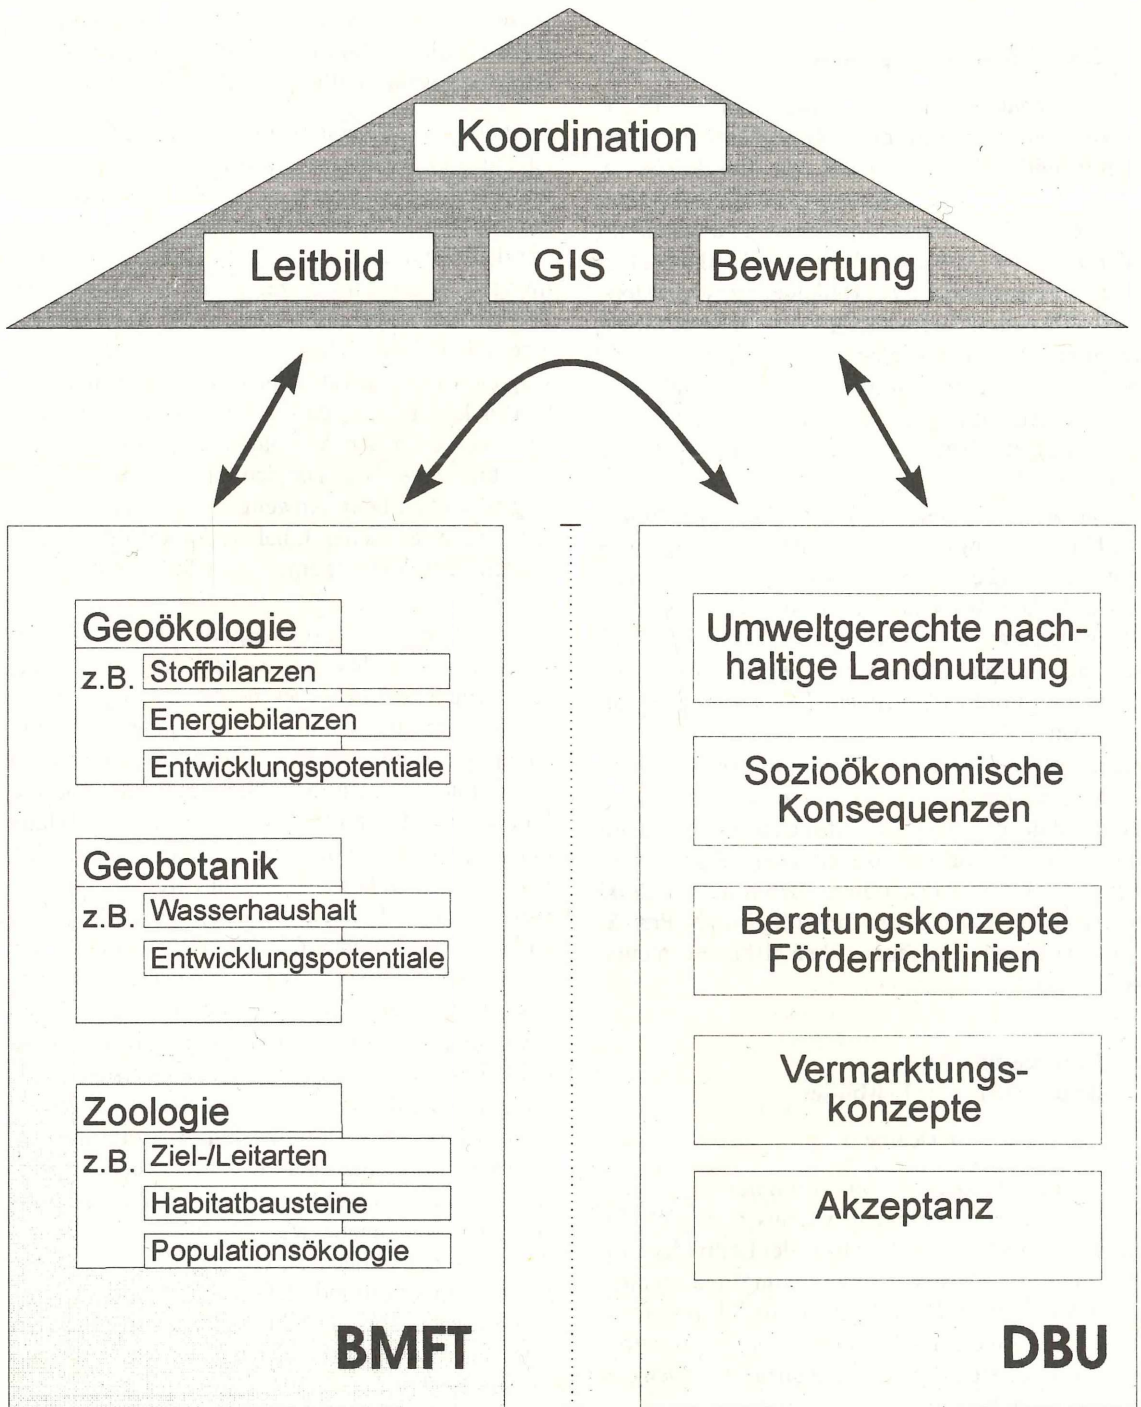 Koordination
Leitbild
GIS
Bewertung
Geoökologie
z.B. Stoffbilanzen
Energiebilanzen
Entwicklungspotentiale
Geobotanik
z.B. Wasserhaushalt
Entwicklungspotentiale
Zoologie
z.B. Ziel-/Leitarten
Habitatbausteine
Populationsökologie
BMFT
Umweltgerechte nach-
haltige Landnutzung
Sozioökonomische
Konsequenzen
Beratungskonzepte
Förderrichtlinien
Vermarktungs-
konzepte
Akzeptanz
DBU